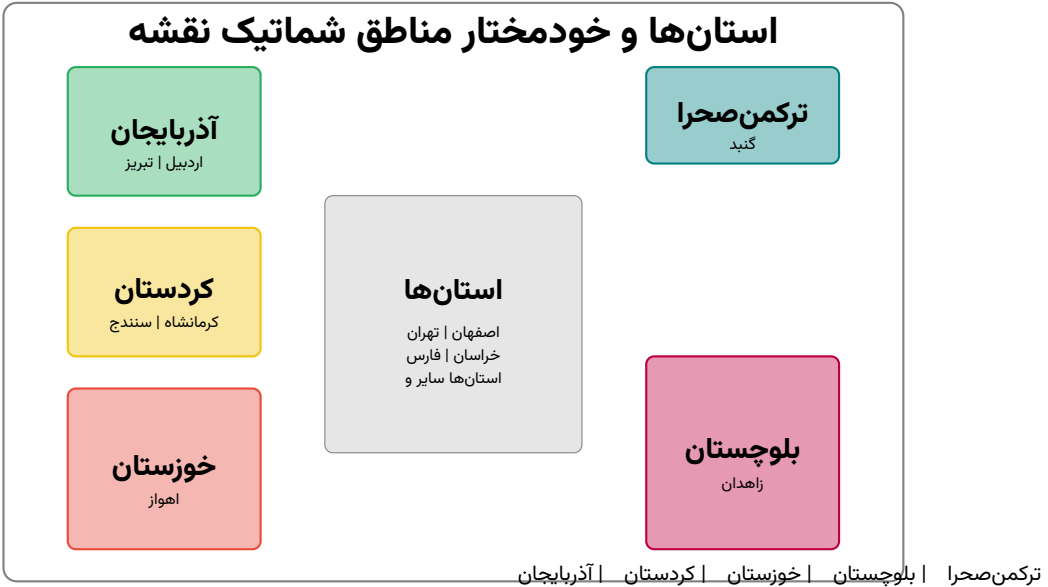 استان‌ها و خودمختار مناطق شماتیک نقشه
ترکمن‌صحرا
گنبد
آذربایجان
اردبیل | تبریز
استان‌ها
اصفهان | تهران
خراسان | فارس
استان‌ها سایر و
کردستان
کرمانشاه | سنندج
بلوچستان
زاهدان
خوزستان
اهواز
ترکمن‌صحرا | بلوچستان | خوزستان | کردستان | آذربایجان